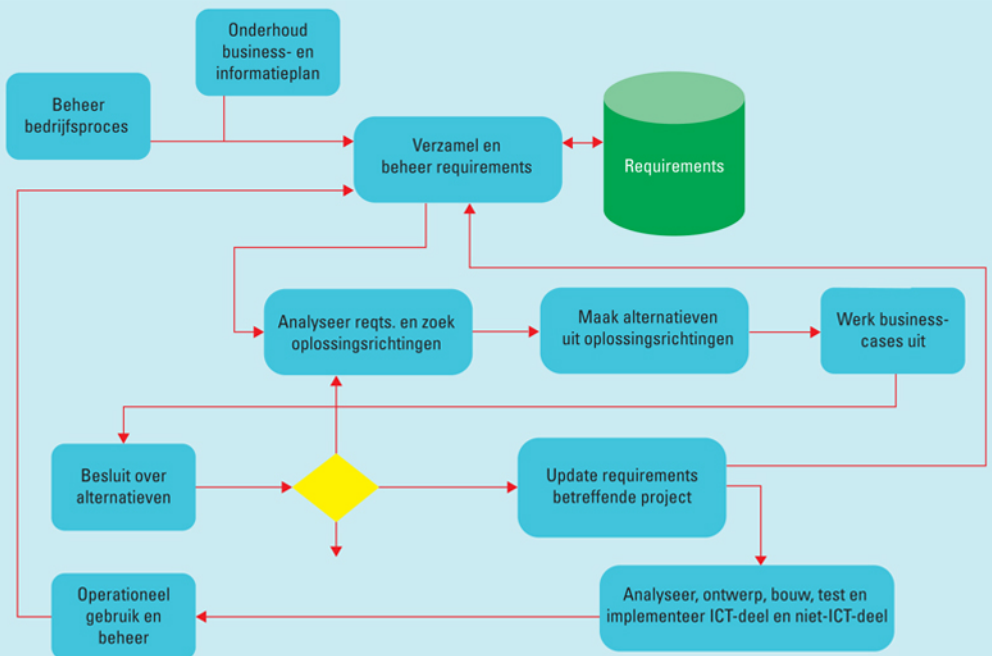 Onderhoud
business- en
informatieplan
Beheer
bedrijfsproces
Verzamel en
beheer requirements
Requirements
Analyseer reqts. en zoek
oplossingsrichtingen
Maak alternatieven
uit oplossingsrichtingen
Werk business-
cases uit
Besluit over
alternatieven
Update requirements
betreffende project
Operationeel
gebruik en
beheer
Analyseer, ontwerp, bouw, test en
implementeer ICT-deel en niet-ICT-deel